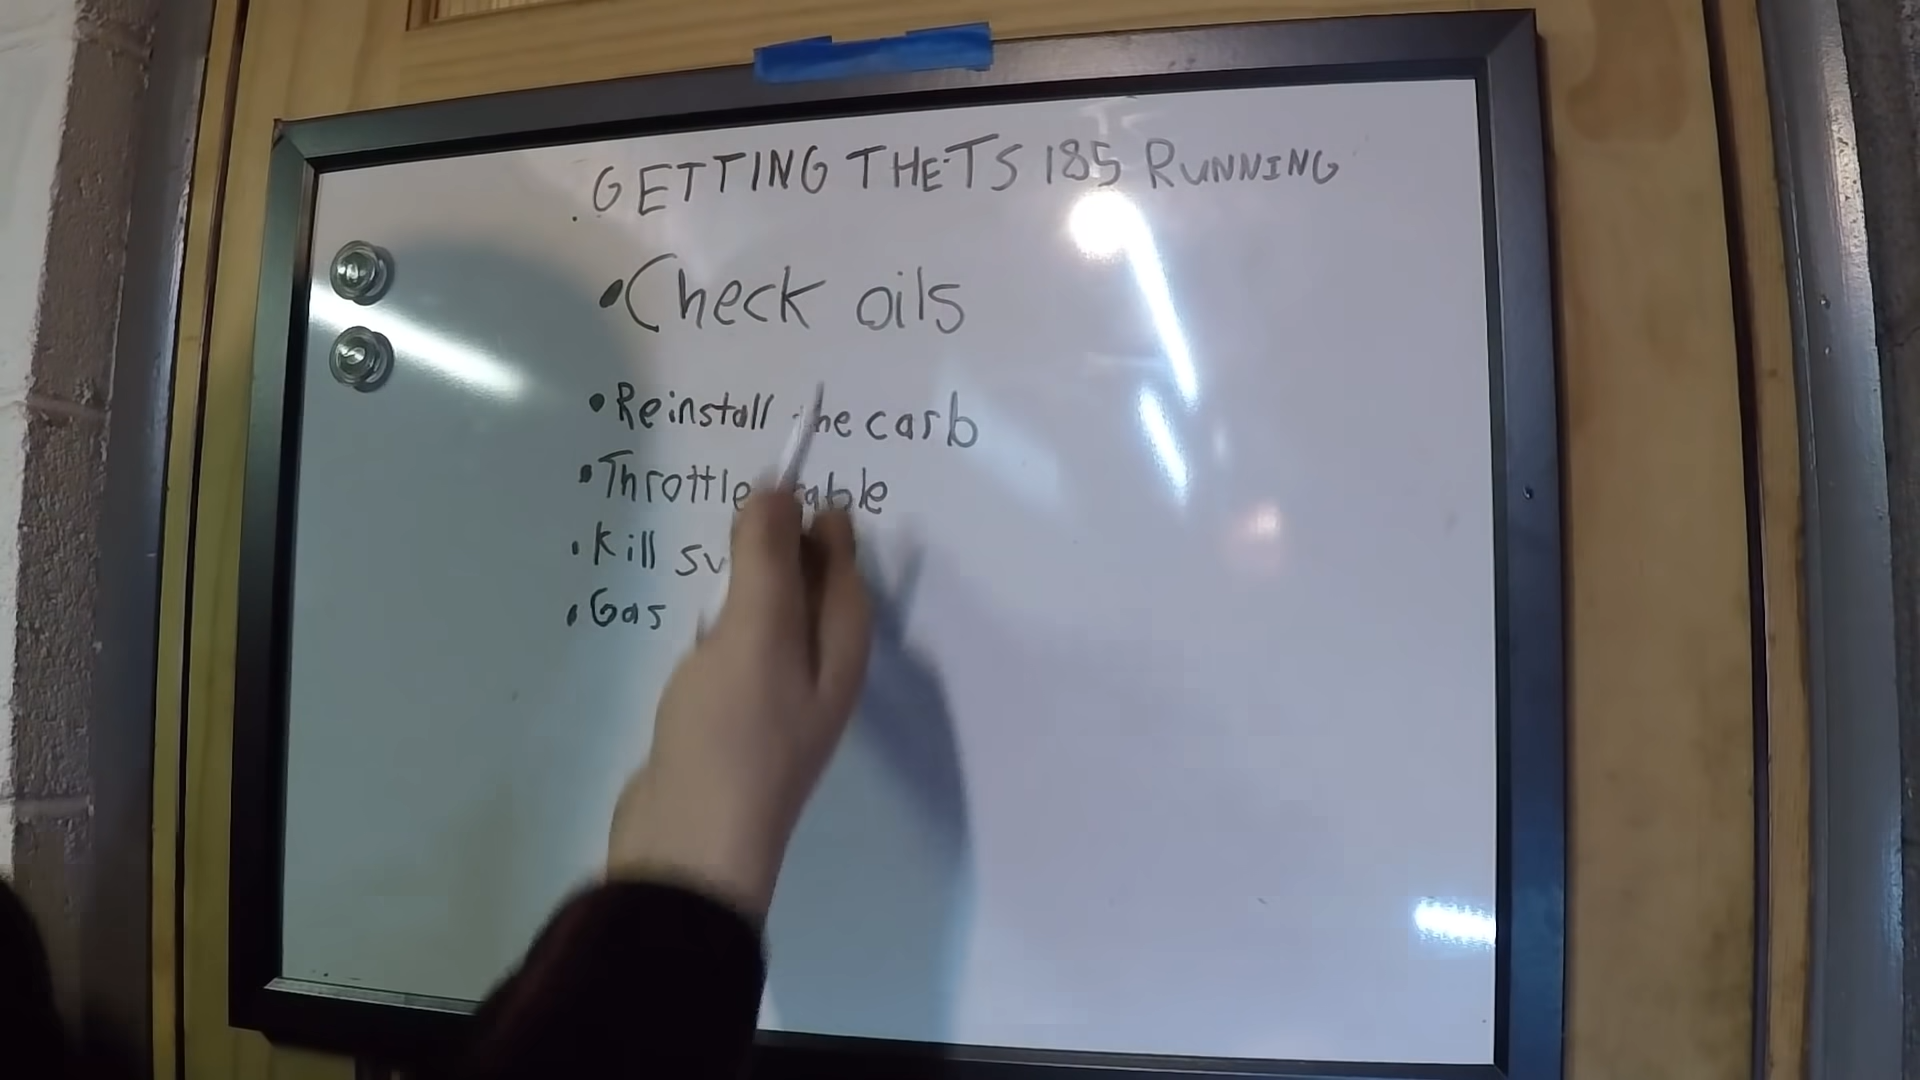 .GETTING THE TS 185 RUNNING
•Check oils
•Reinstall the carb
•Throttle cable
•Kill
•Gas